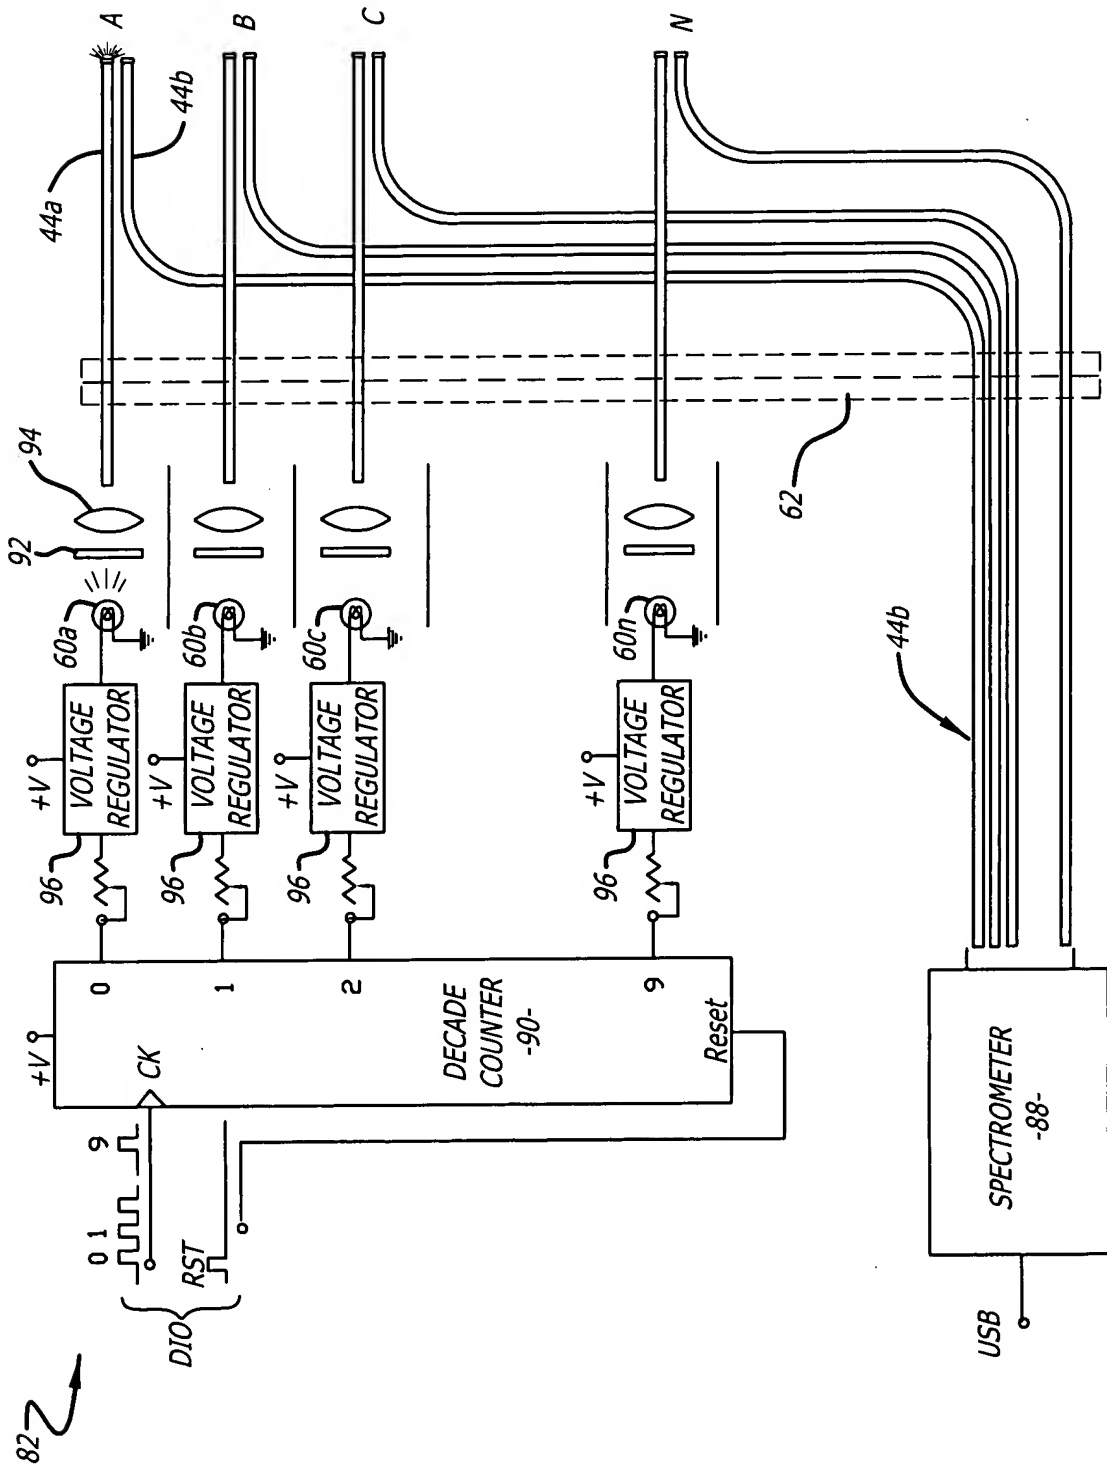 82
DIO
0 1 9
RST
+V
CK
0
1
2
9
DECADE
COUNTER
-90-
Reset
96
+V
VOLTAGE
REGULATOR
60a
92
94
44a
44b
A
96
+V
VOLTAGE
REGULATOR
60b
B
96
+V
VOLTAGE
REGULATOR
60c
C
96
+V
VOLTAGE
REGULATOR
60n
N
62
44b
USB
SPECTROMETER
-88-